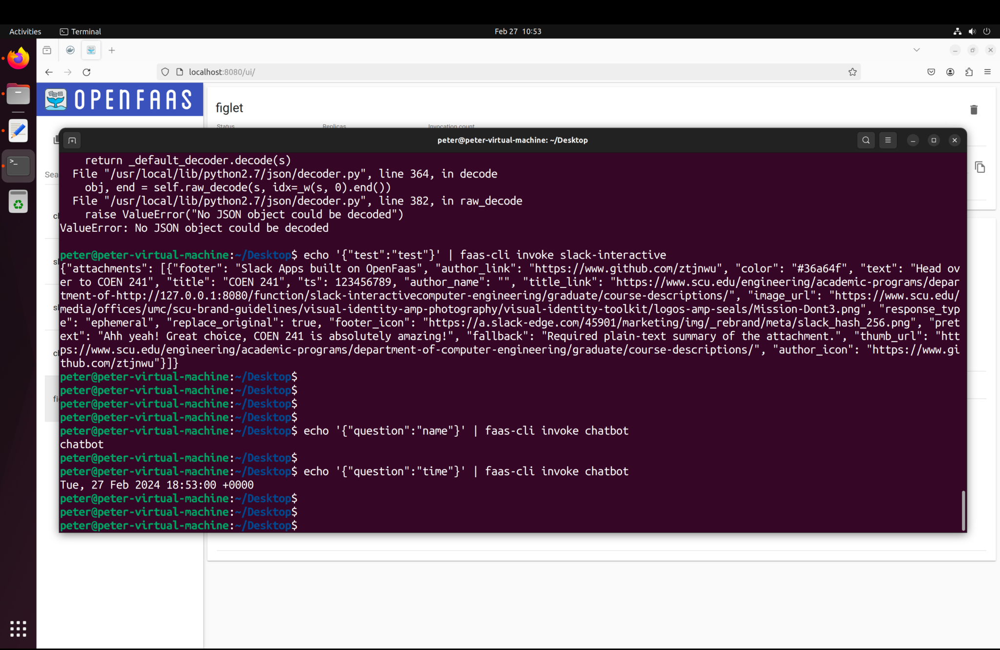 Activities
Terminal
Feb 27 10:53
localhost:8080/ui/
OPENFAAS
figlet
Status
Replicas
Invocation count
peter@peter-virtual-machine: ~/Desktop
return _default_decoder.decode(s)
File "/usr/local/lib/python2.7/json/decoder.py", line 364, in decode
obj, end = self.raw_decode(s, idx=_w(s, 0).end())
File "/usr/local/lib/python2.7/json/decoder.py", line 382, in raw_decode
raise ValueError("No JSON object could be decoded")
ValueError: No JSON object could be decoded
peter@peter-virtual-machine:~/Desktop$ echo '{"test":"test"}' | faas-cli invoke slack-interactive
{"attachments": [{"footer": "Slack Apps built on OpenFaas", "author_link": "https://www.github.com/ztjnwu", "color": "#36a64f", "text": "Head ov
er to COEN 241", "title": "COEN 241", "ts": 123456789, "author_name": "", "title_link": "https://www.scu.edu/engineering/academic-programs/depar
tment-of-http://127.0.0.1:8080/function/slack-interactivecomputer-engineering/graduate/course-descriptions/", "image_url": "https://www.scu.edu/
media/offices/umc/scu-brand-guidelines/visual-identity-amp-photography/visual-identity-toolkit/logos-amp-seals/Mission-Dont3.png", "response_typ
e": "ephemeral", "replace_original": true, "footer_icon": "https://a.slack-edge.com/45901/marketing/img/_rebrand/meta/slack_hash_256.png", "pret
ext": "Ahh yeah! Great choice, COEN 241 is absolutely amazing!", "fallback": "Required plain-text summary of the attachment.", "thumb_url": "htt
ps://www.scu.edu/engineering/academic-programs/department-of-computer-engineering/graduate/course-descriptions/", "author_icon": "https://www.gi
thub.com/ztjnwu"}]}
peter@peter-virtual-machine:~/Desktop$
peter@peter-virtual-machine:~/Desktop$
peter@peter-virtual-machine:~/Desktop$
peter@peter-virtual-machine:~/Desktop$
peter@peter-virtual-machine:~/Desktop$ echo '{"question":"name"}' | faas-cli invoke chatbot
chatbot
peter@peter-virtual-machine:~/Desktop$
peter@peter-virtual-machine:~/Desktop$ echo '{"question":"time"}' | faas-cli invoke chatbot
Tue, 27 Feb 2024 18:53:00 +0000
peter@peter-virtual-machine:~/Desktop$
peter@peter-virtual-machine:~/Desktop$
peter@peter-virtual-machine:~/Desktop$